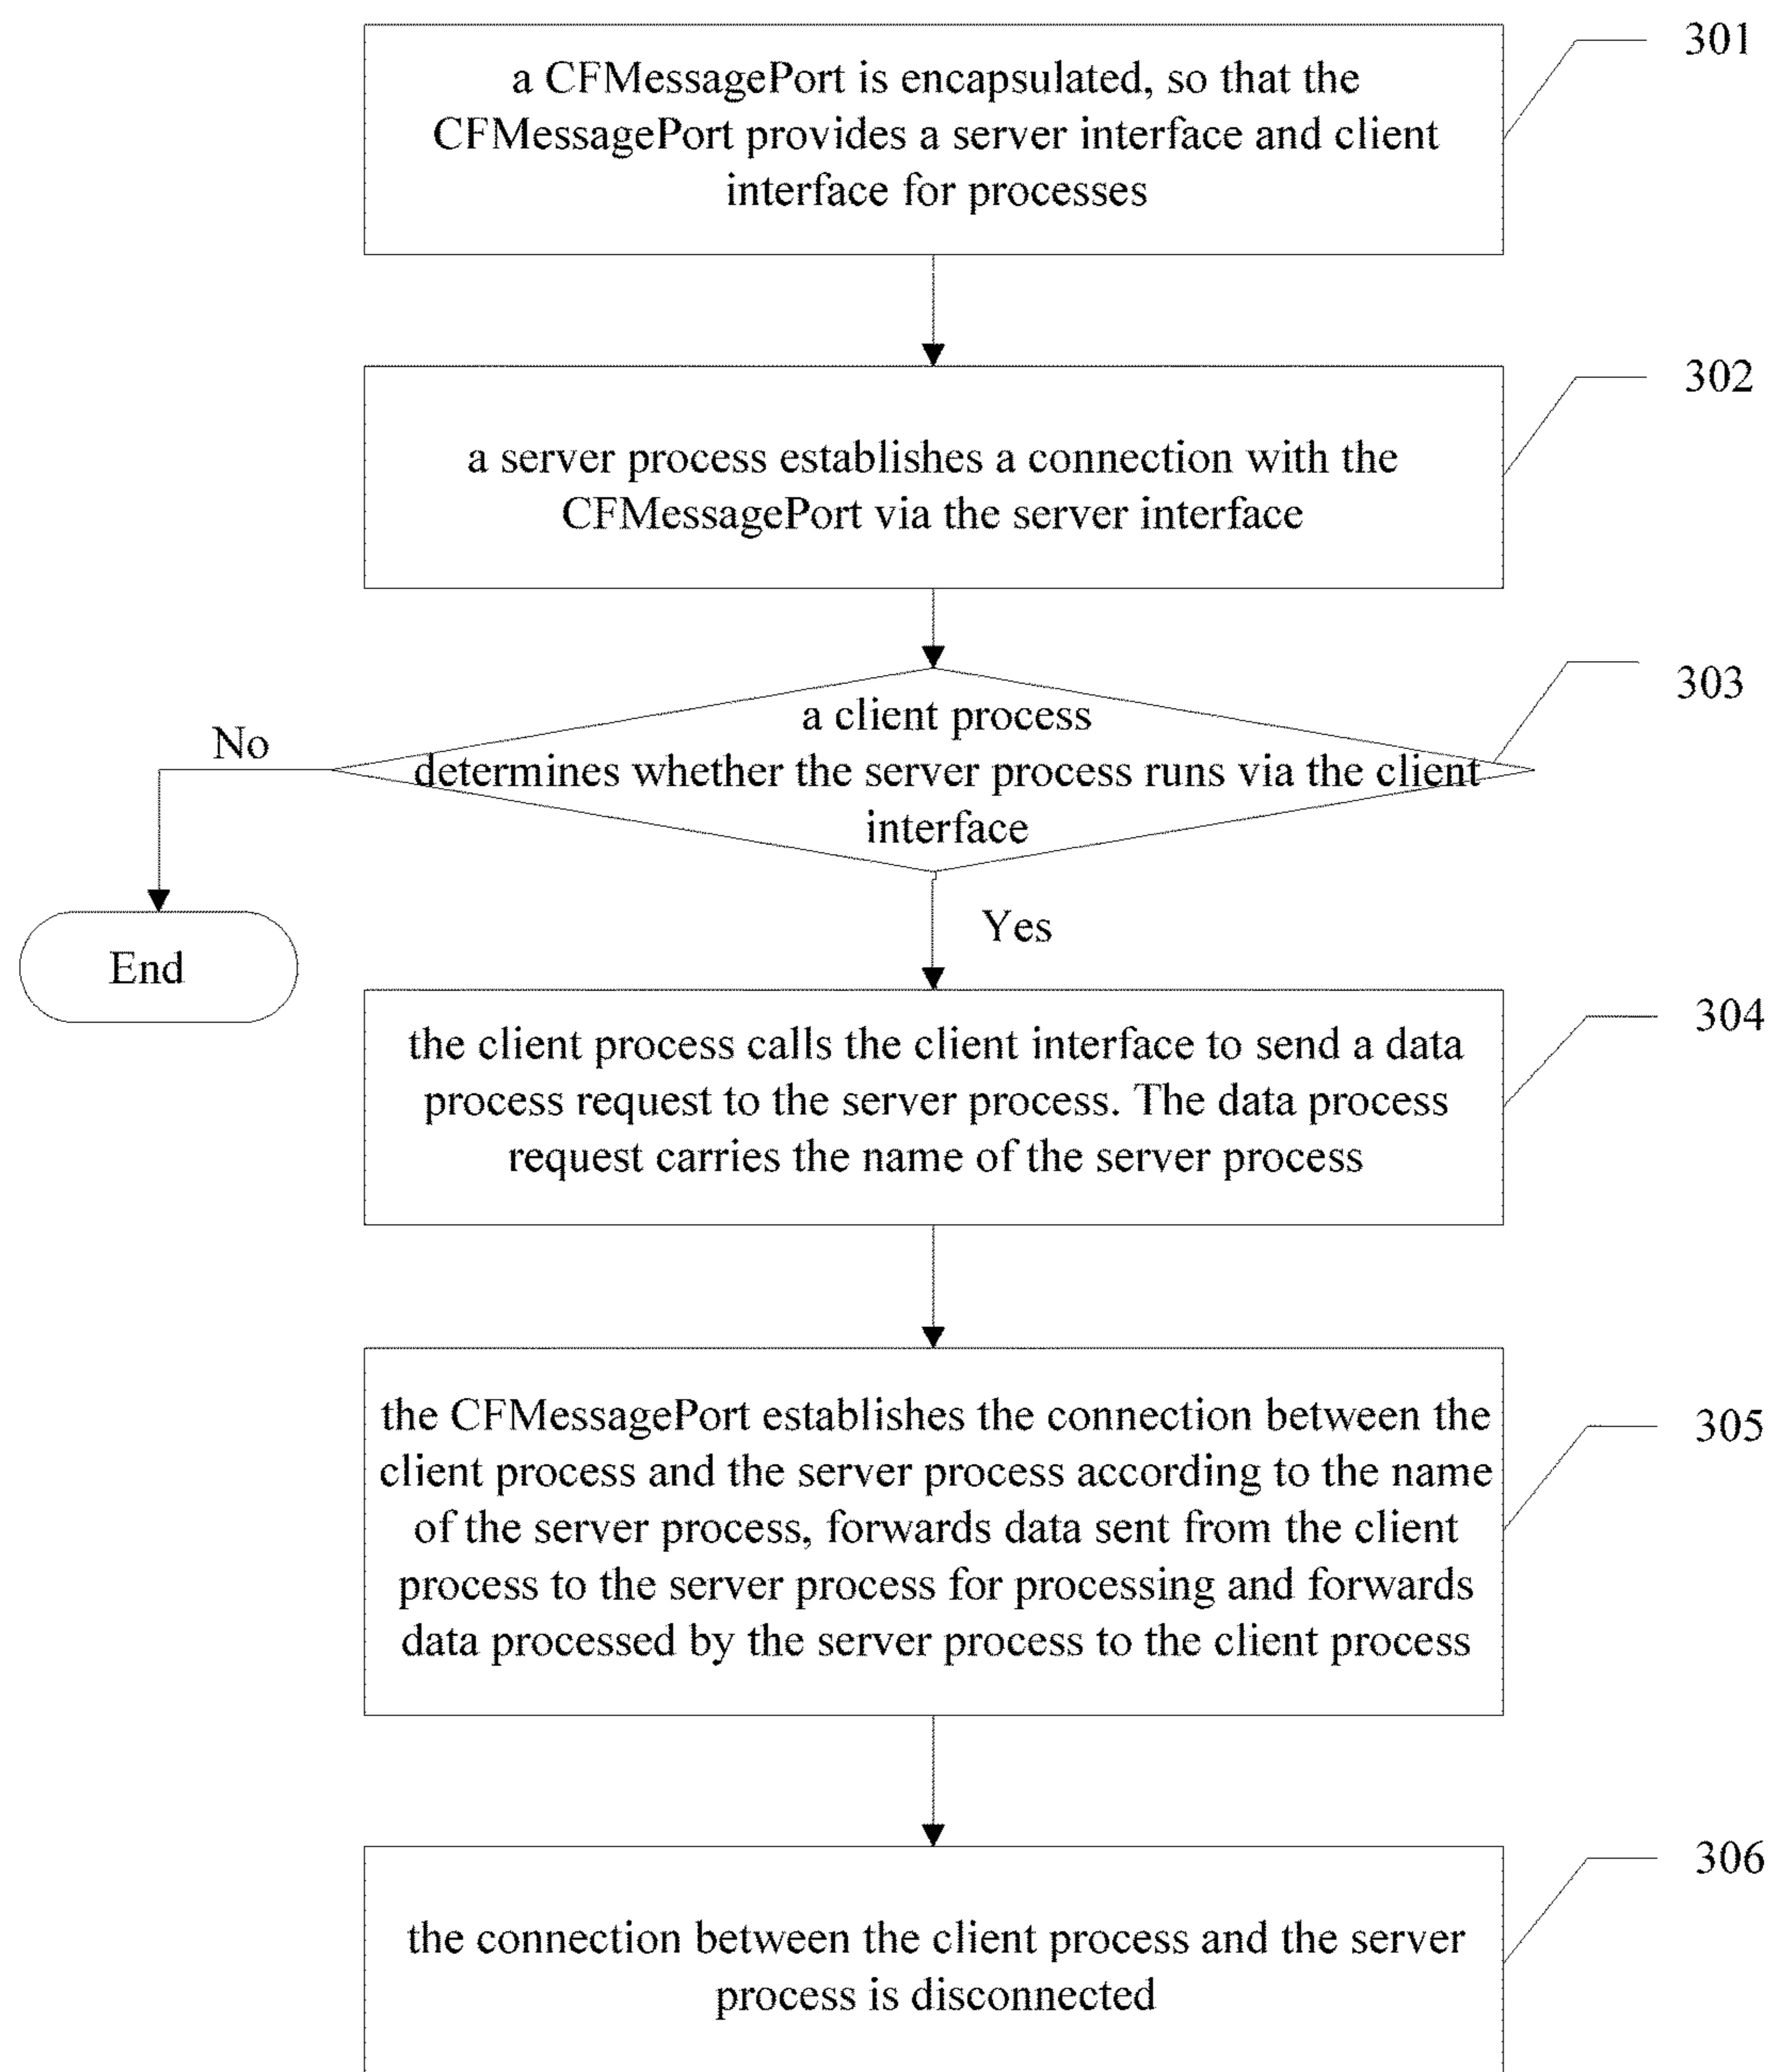 a CFMessagePort is encapsulated, so that the
CFMessagePort provides a server interface and client
interface for processes
301
a server process establishes a connection with the
CFMessagePort via the server interface
302
a client process
determines whether the server process runs via the client
interface
303
No
End
Yes
the client process calls the client interface to send a data
process request to the server process. The data process
request carries the name of the server process
304
the CFMessagePort establishes the connection between the
client process and the server process according to the name
of the server process, forwards data sent from the client
process to the server process for processing and forwards
data processed by the server process to the client process
305
the connection between the client process and the server
process is disconnected
306